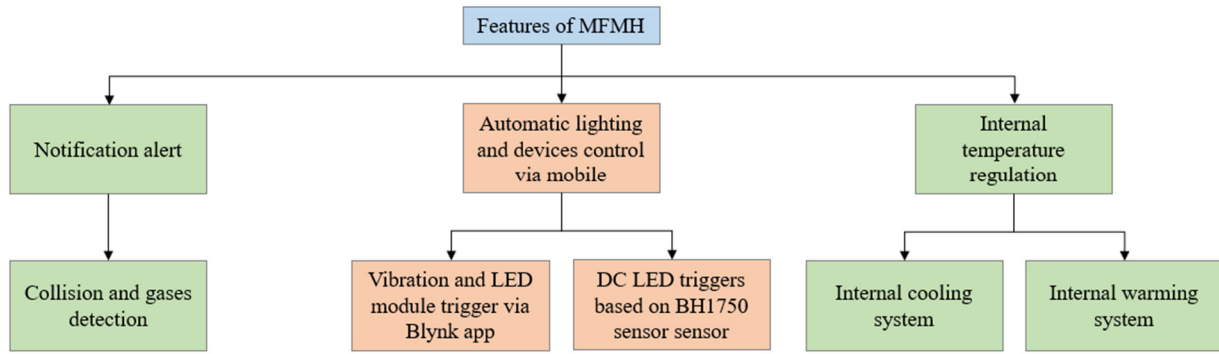 Features of MFMH
Notification alert
Automatic lighting
and devices control
via mobile
Internal
temperature
regulation
Collision and gases
detection
Vibration and LED
module trigger via
Blynk app
DC LED triggers
based on BH1750
sensor sensor
Internal cooling
system
Internal warming
system